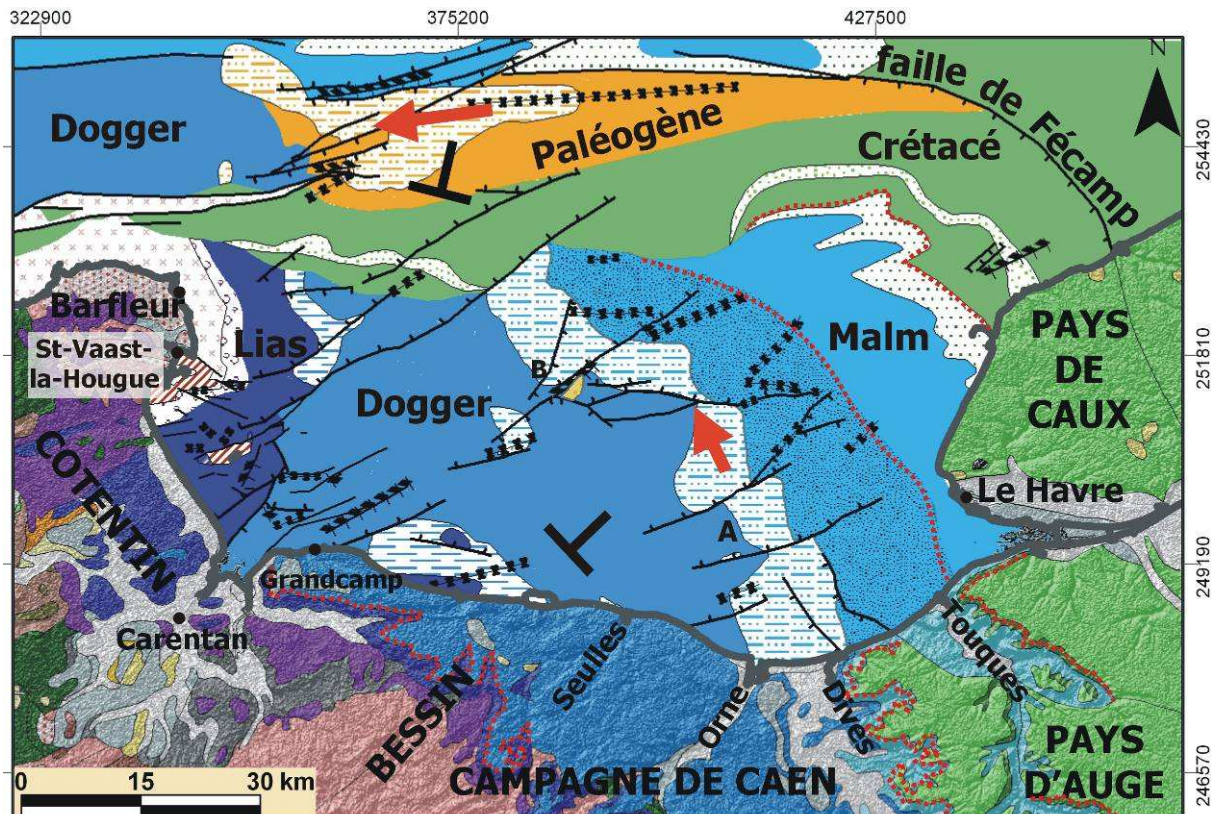 322900
375200
427500
N
faille de Fécamp
Dogger
Paléogène
Crétacé
254430
Barfleur
St-Vaast-
la-Hougue
Lias
Malm
PAYS
DE
CAUX
251810
B
Dogger
COTENTIN
Le Havre
A
249190
Grandcamp
Carentan
Seulles
Touques
BESSIN
Orne
Dives
PAYS
D'AUGE
246570
CAMPAGNE DE CAEN
0 15 30 km